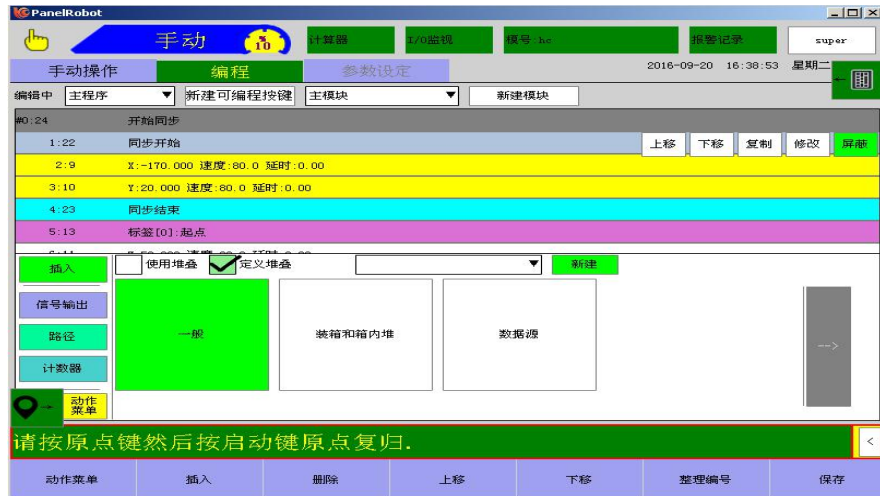 PanelRobot
手动 % 10 计算器 I/O监视 模号:hc 报警记录 super
手动操作 编程 参数设定 2016-09-20 16:38:53 星期二
编辑中 主程序 新建可编程按键 主模块 新建模块
#0:24 开始同步
1:22 同步开始 上移 下移 复制 修改 屏蔽
2:9 X:-170.000 速度:80.0 延时:0.00
3:10 Y:20.000 速度:80.0 延时:0.00
4:23 同步结束
5:13 标签[0]:起点
插入 使用堆叠 定义堆叠 新建
信号输出
路径 一般 装箱和箱内堆 数据源 -->
计数器
动作
菜单
请按原点键然后按启动键原点复归.
<
动作菜单 插入 删除 上移 下移 整理编号 保存